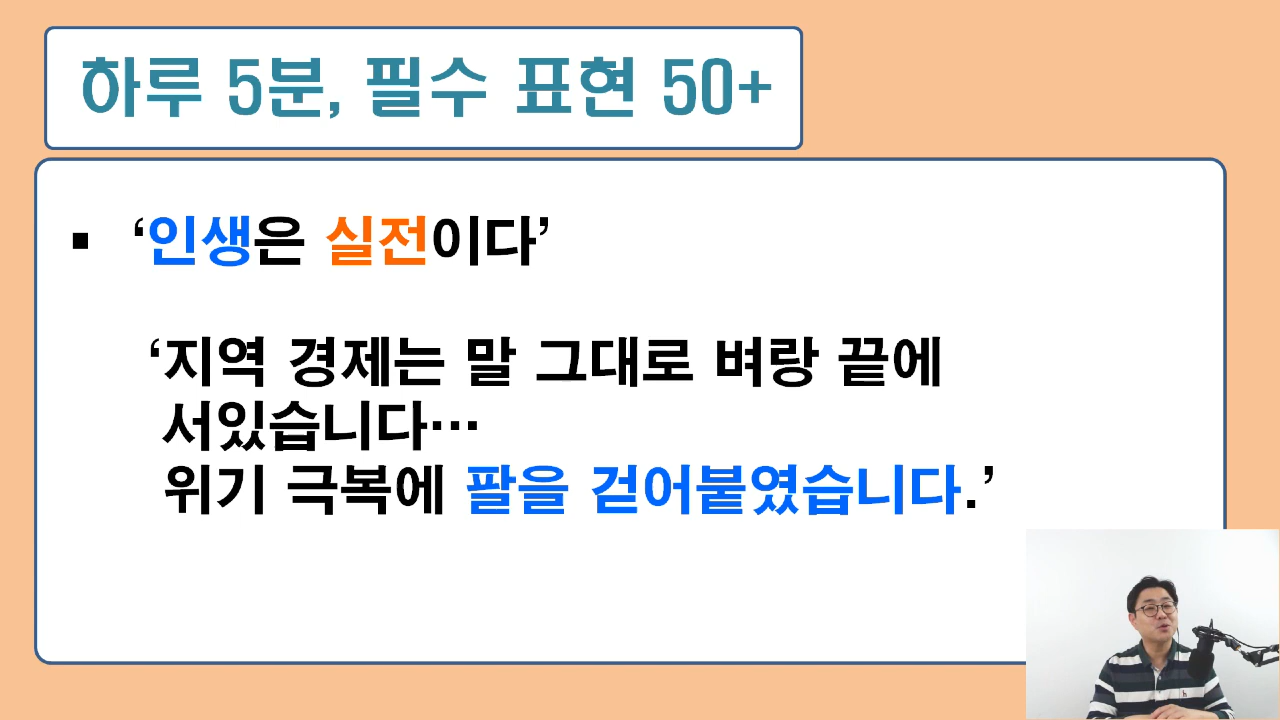 하루 5분, 필수 표현 50+
▪ ‘인생은 실전이다’
‘지역 경제는 말 그대로 벼랑 끝에
서있습니다…
위기 극복에 팔을 걷어붙였습니다.’